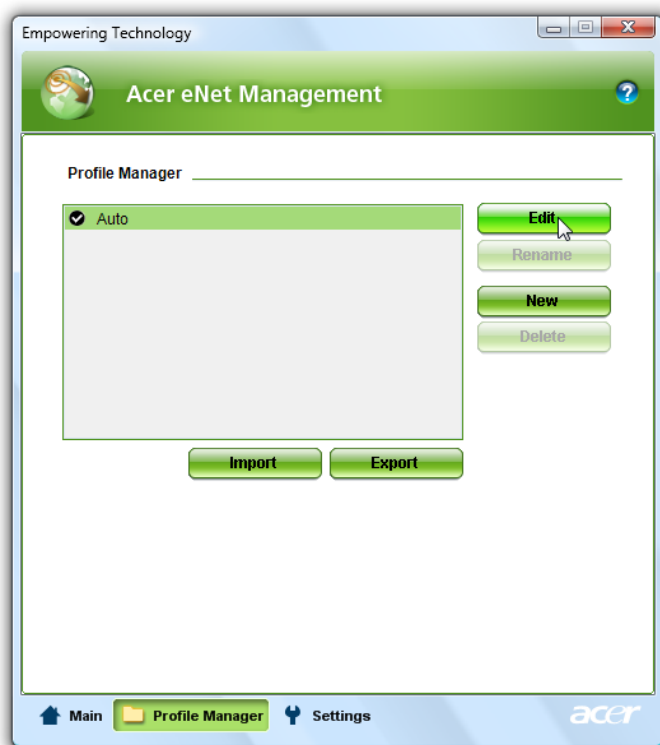 Empowering Technology
Acer eNet Management
?
Profile Manager
Auto
Edit
Rename
New
Delete
Import Export
Main Profile Manager Settings
acer